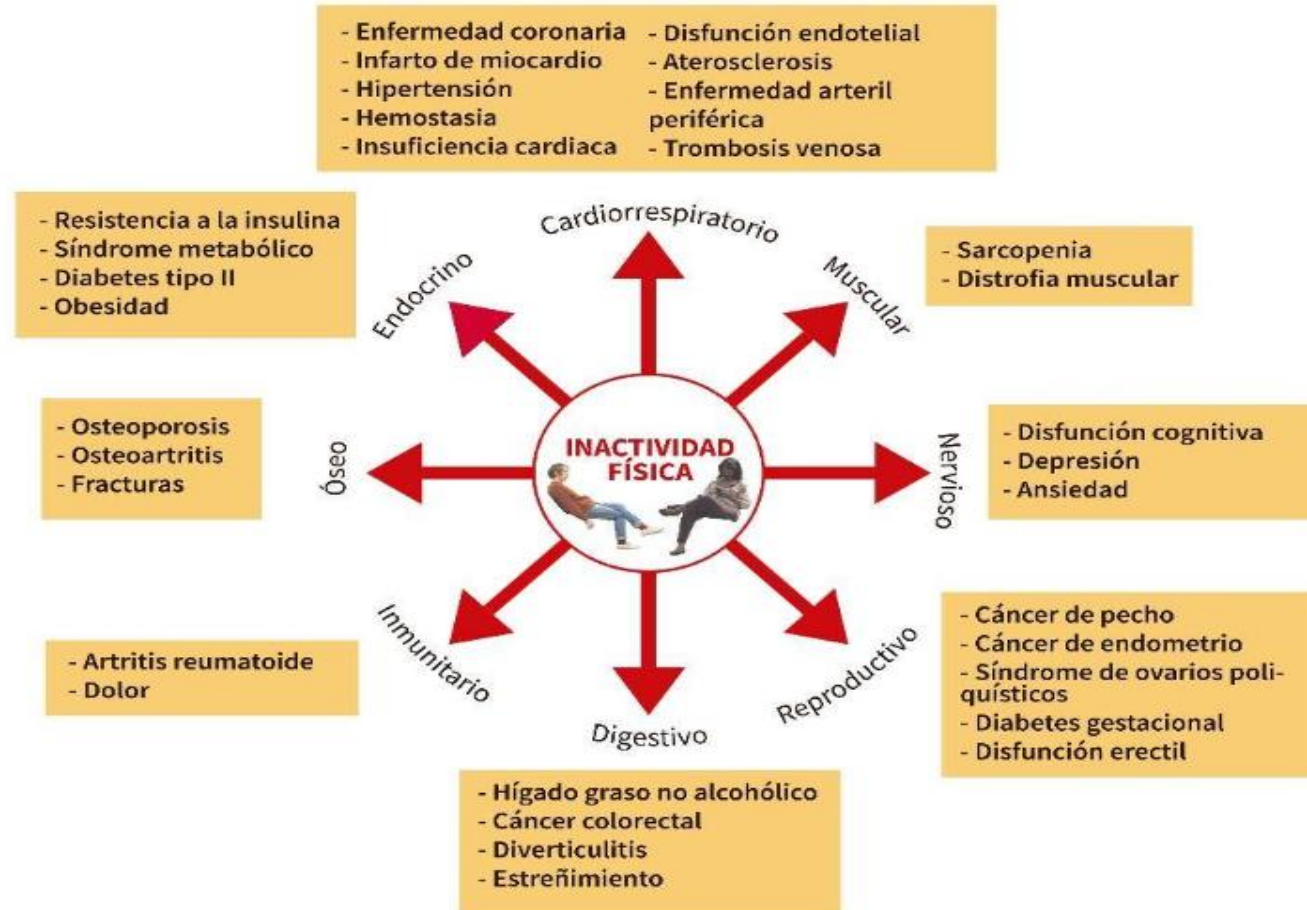 - Enfermedad coronaria
- Infarto de miocardio
- Hipertensión
- Hemostasia
- Insuficiencia cardiaca
- Disfunción endotelial
- Aterosclerosis
- Enfermedad arteril
periférica
- Trombosis venosa
Cardiorrespiratorio
- Resistencia a la insulina
- Síndrome metabólico
- Diabetes tipo II
- Obesidad
Endocrino
Muscular
- Sarcopenia
- Distrofia muscular
- Osteoporosis
- Osteoartritis
- Fracturas
Óseo
INACTIVIDAD
FÍSICA
Nervioso
- Disfunción cognitiva
- Depresión
- Ansiedad
- Artritis reumatoide
- Dolor
Inmunitario
Digestivo
Reproductivo
- Cáncer de pecho
- Cáncer de endometrio
- Síndrome de ovarios poli-
quísticos
- Diabetes gestacional
- Disfunción erectil
- Hígado graso no alcohólico
- Cáncer colorectal
- Diverticulitis
- Estreñimiento